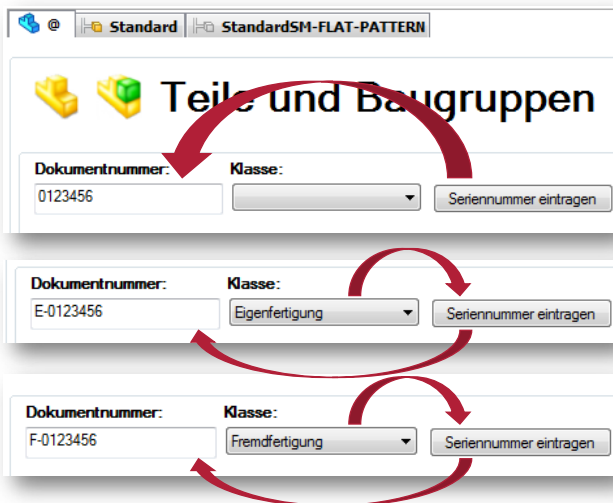 @ Standard StandardSM-FLAT-PATTERN
Teile und Baugruppen
Dokumentnummer: Klasse:
0123456 Seriennummer eintragen
Dokumentnummer: Klasse:
E-0123456 Eigenfertigung Seriennummer eintragen
Dokumentnummer: Klasse:
F-0123456 Fremdfertigung Seriennummer eintragen